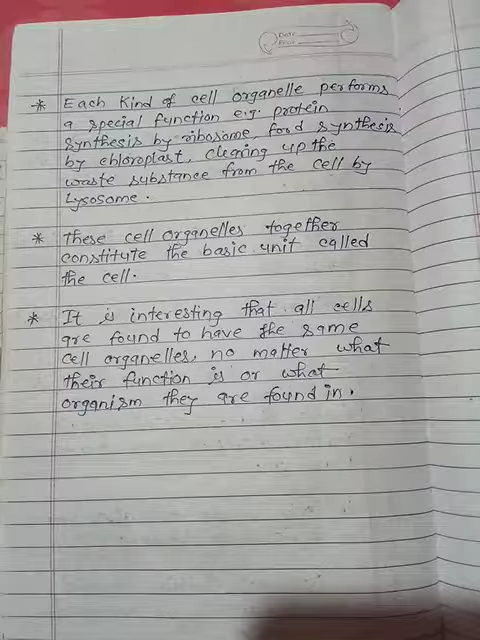 Date
Page
* Each kind of cell organelle performs
a special function e.g. protein
synthesis by ribosome, food synthesis
by chloroplast, clearing up the
waste substance from the cell by
Lysosome.
* These cell organelles together
constitute the basic unit called
the cell.
* It is interesting that all cells
are found to have the same
cell organelles, no matter what
their function is or what
organism they are found in.